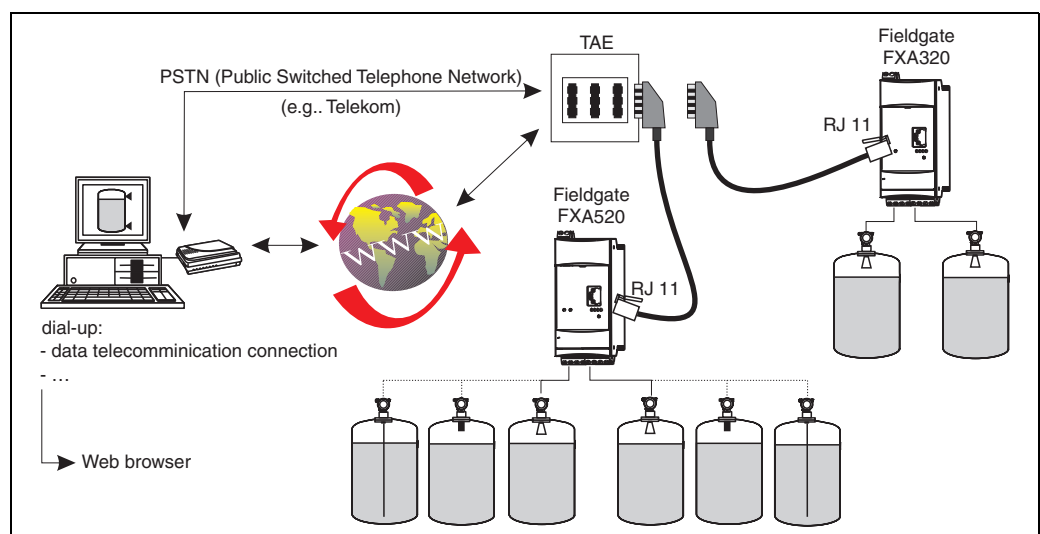 TAE
Fieldgate
FXA320
PSTN (Public Switched Telephone Network)
(e.g.. Telekom)
RJ 11
Fieldgate
FXA520
WWW
RJ 11
dial-up:
- data telecomminication connection
- ...
Web browser